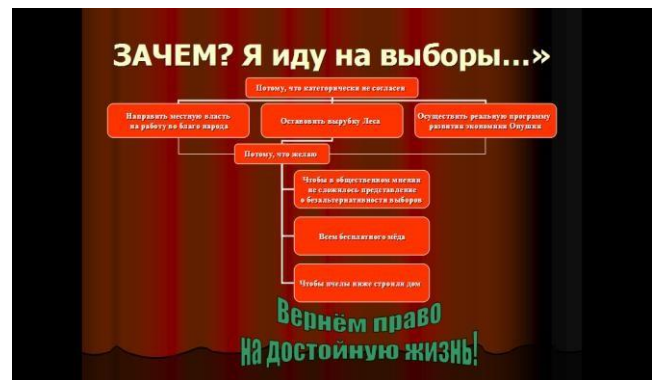 ЗАЧЕМ? Я иду на выборы...»
Потому, что категорически не согласен
Направить местную власть
на работу во благо народа
Остановить вырубку Леса
Осуществить реальную программу
развития экономики Опушки
Потому, что желаю
Чтобы в общественном мнении
не сложилось представление
о безальтернативности выборов
Всем бесплатного мёда
Чтобы пчелы ниже строили дом
Вернём право
на достойную жизнь!